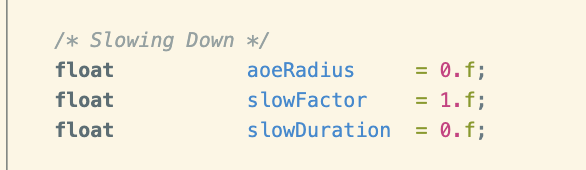 /* Slowing Down */
float aoeRadius = 0.f;
float slowFactor = 1.f;
float slowDuration = 0.f;